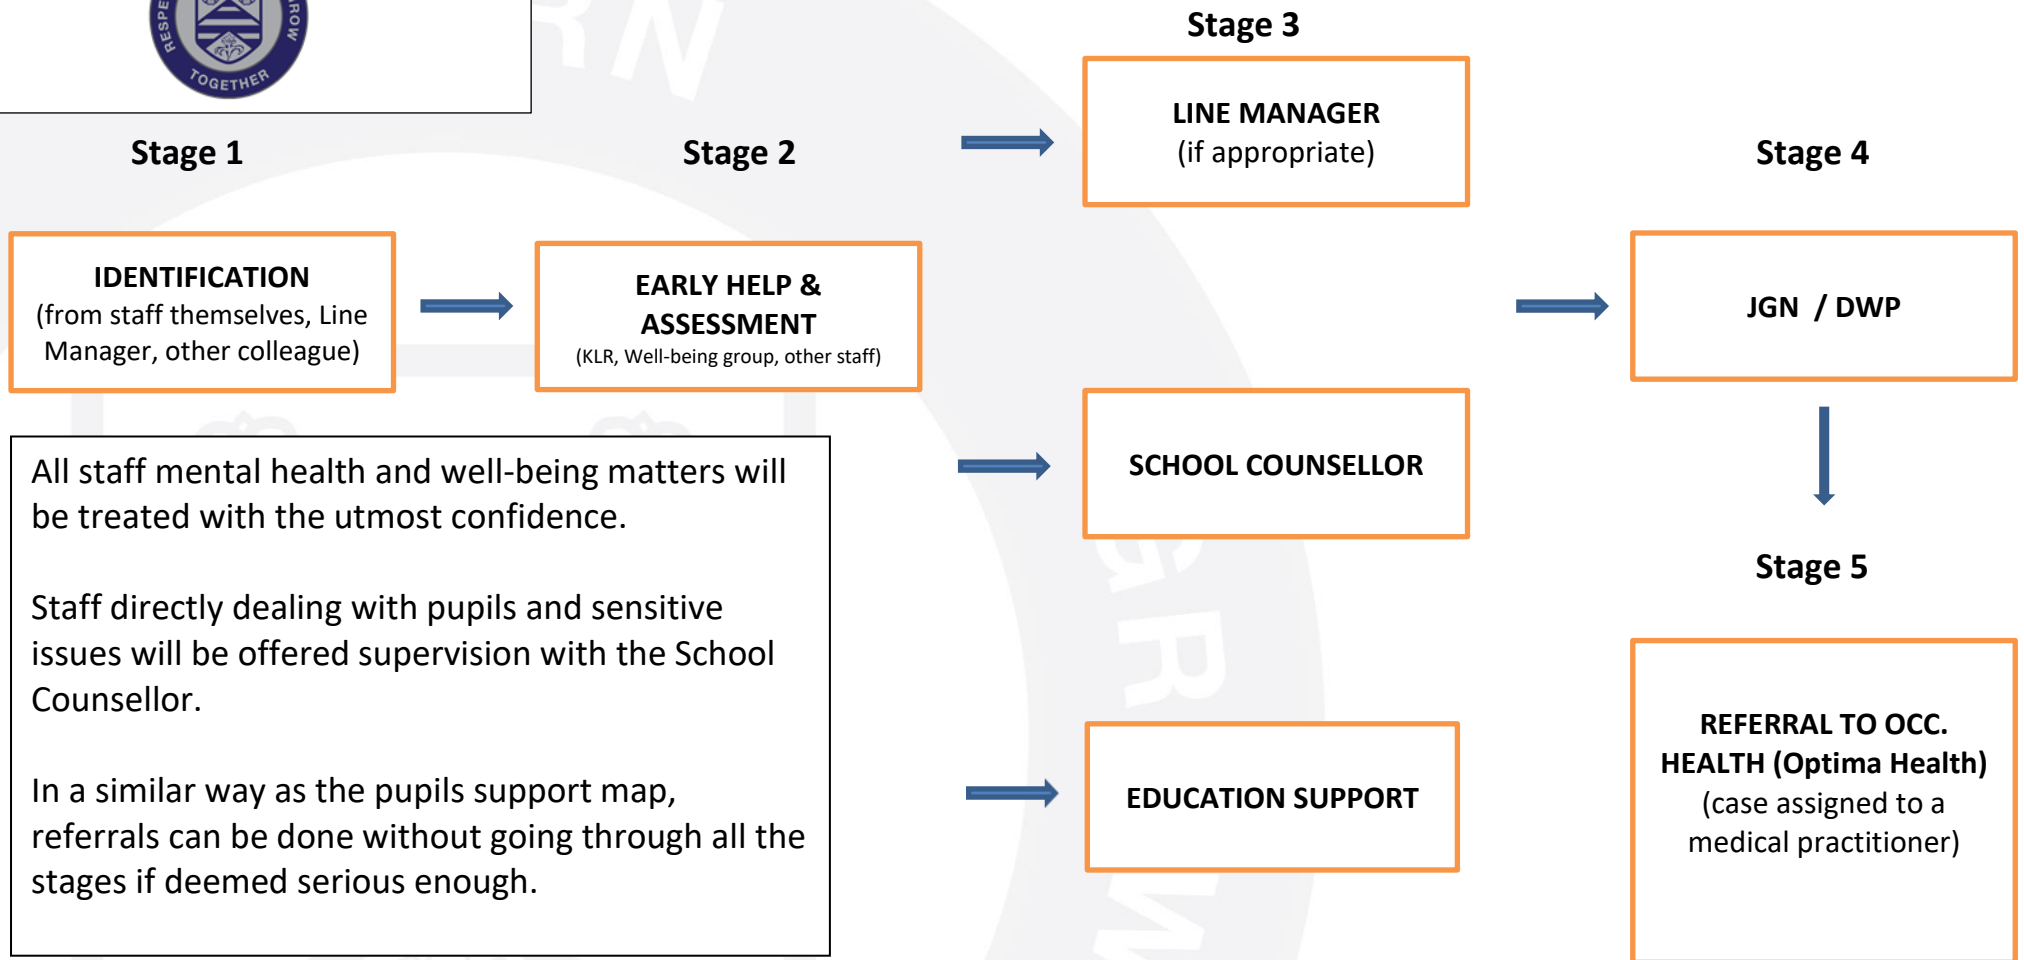 RESPE
ROW
TOGETHER
Stage 1
IDENTIFICATION
(from staff themselves, Line
Manager, other colleague)
Stage 2
EARLY HELP &
ASSESSMENT
(KLR, Well-being group, other staff)
Stage 3
LINE MANAGER
(if appropriate)
SCHOOL COUNSELLOR
EDUCATION SUPPORT
Stage 4
JGN / DWP
Stage 5
REFERRAL TO OCC.
HEALTH (Optima Health)
(case assigned to a
medical practitioner)
All staff mental health and well-being matters will
be treated with the utmost confidence.
Staff directly dealing with pupils and sensitive
issues will be offered supervision with the School
Counsellor.
In a similar way as the pupils support map,
referrals can be done without going through all the
stages if deemed serious enough.